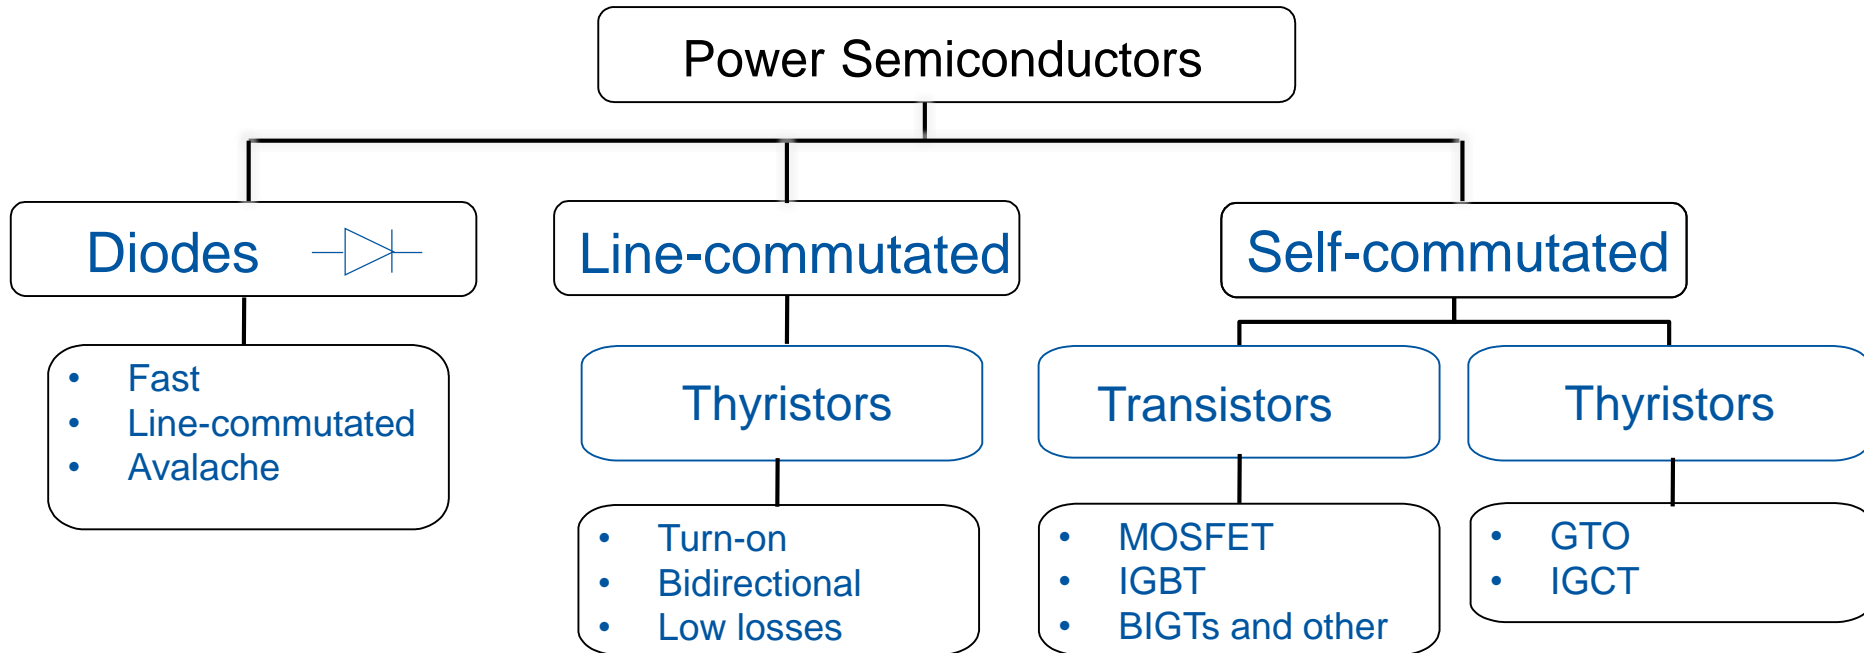 Power Semiconductors
Diodes
Line-commutated
Self-commutated
• Fast
• Line-commutated
• Avalache
Thyristors
Transistors
Thyristors
• Turn-on
• Bidirectional
• Low losses
• MOSFET
• IGBT
• BIGTs and other
• GTO
• IGCT